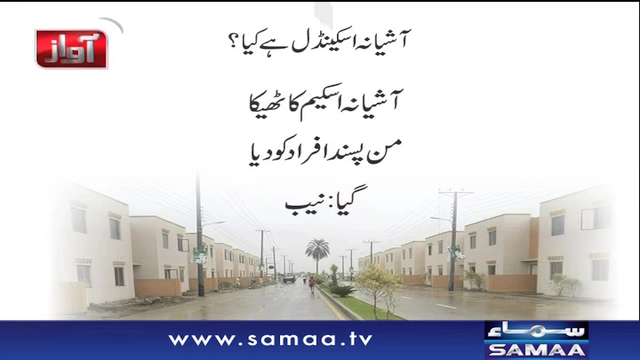 آواز
آشیانہ اسکینڈل ہے کیا؟
آشیانہ اسکیم کا ٹھیکا
من پسند افراد کو دیا
گیا: نیب
www.samaa.tv
سماء
SAMAA